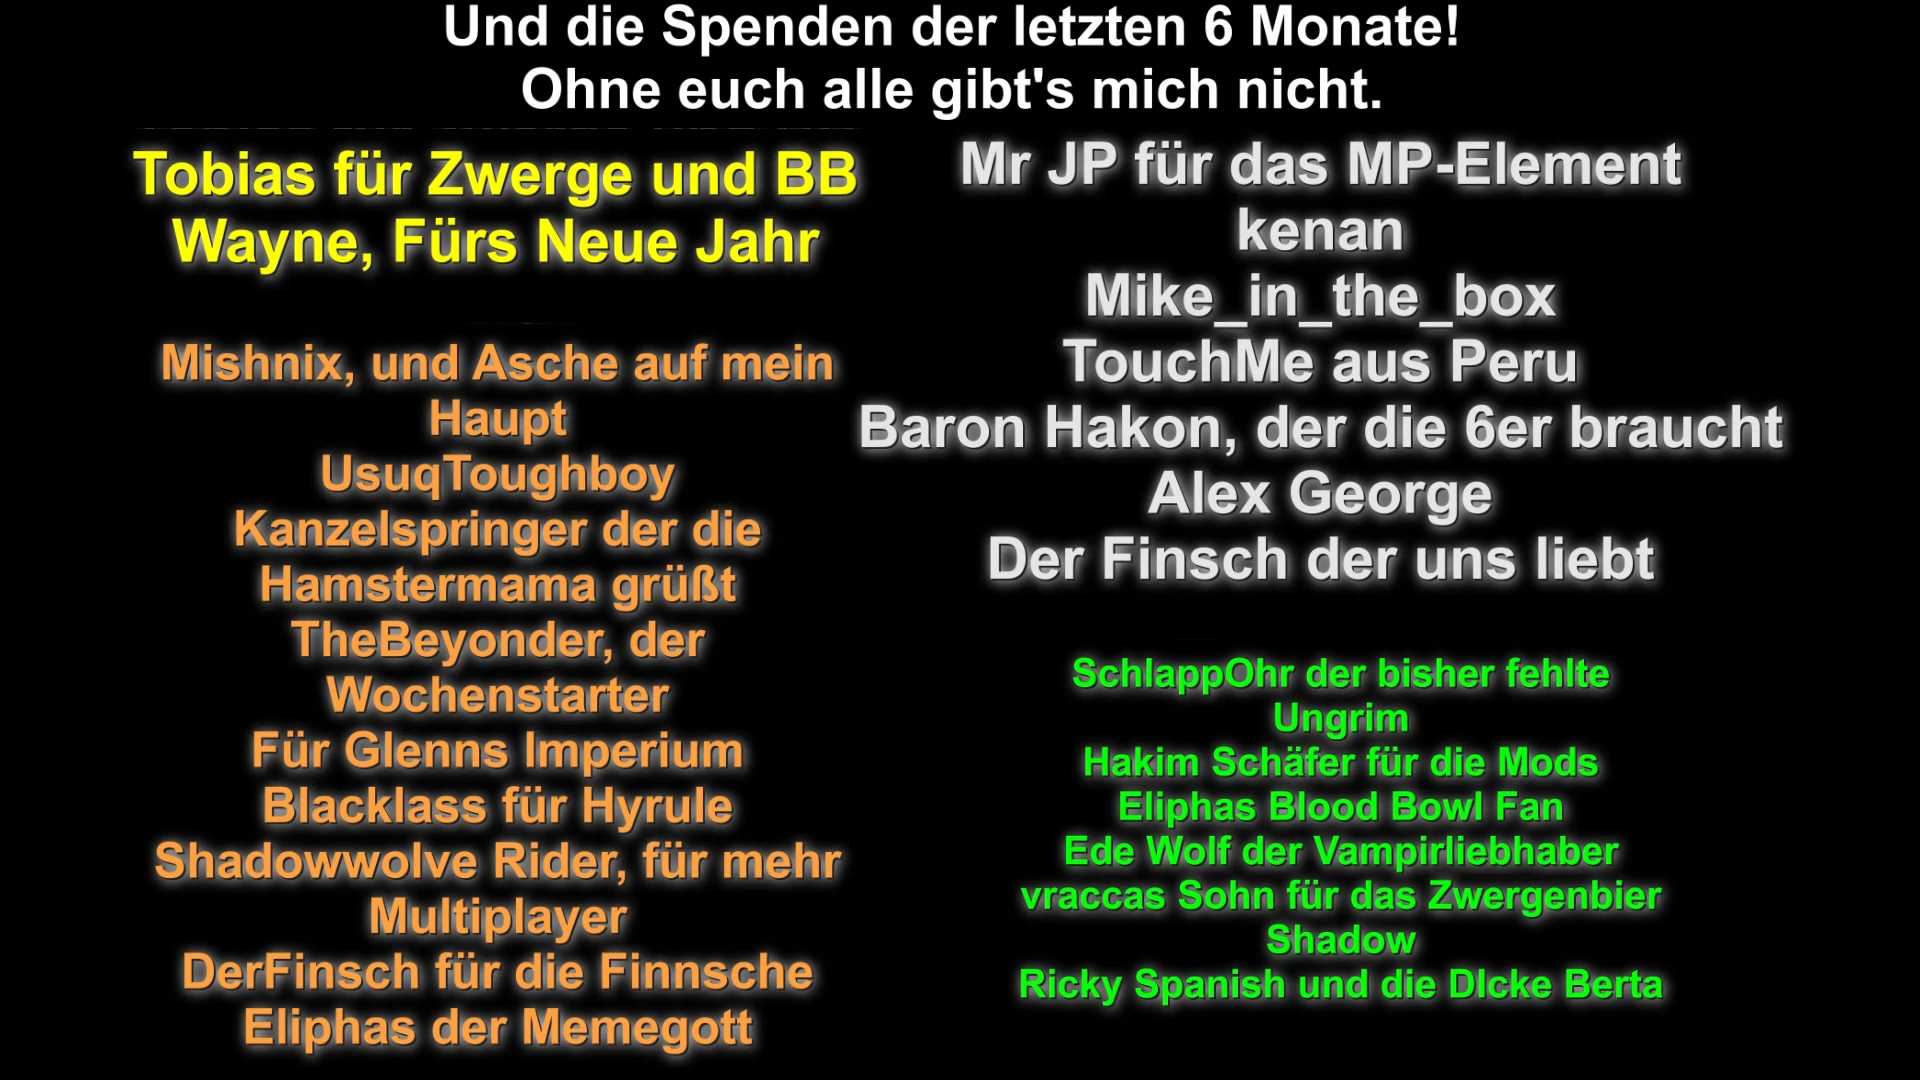 Und die Spenden der letzten 6 Monate!
Ohne euch alle gibt's mich nicht.
Tobias für Zwerge und BB
Wayne, Fürs Neue Jahr
Mishnix, und Asche auf mein
Haupt
UsuqToughboy
Kanzelspringer der die
Hamstermama grüßt
TheBeyonder, der
Wochenstarter
Für Glenns Imperium
Blacklass für Hyrule
Shadowwolve Rider, für mehr
Multiplayer
DerFinsch für die Finnsche
Eliphas der Memegott
Mr JP für das MP-Element
kenan
Mike_in_the_box
TouchMe aus Peru
Baron Hakon, der die 6er braucht
Alex George
Der Finsch der uns liebt
SchlappOhr der bisher fehlte
Ungrim
Hakim Schäfer für die Mods
Eliphas Blood Bowl Fan
Ede Wolf der Vampirliebhaber
vraccas Sohn für das Zwergenbier
Shadow
Ricky Spanish und die DIcke Berta